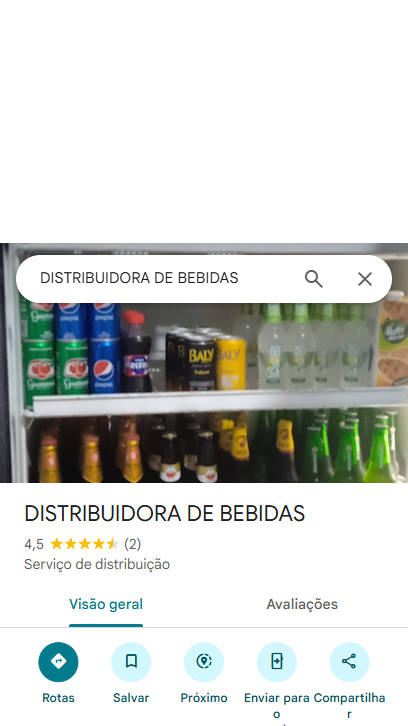 DISTRIBUIDORA DE BEBIDAS
pepsi
BALY
DISTRIBUIDORA DE BEBIDAS
4,5 (2)
Serviço de distribuição
Visão geral Avaliações
Rotas Salvar Próximo Enviar para o Compartilhar